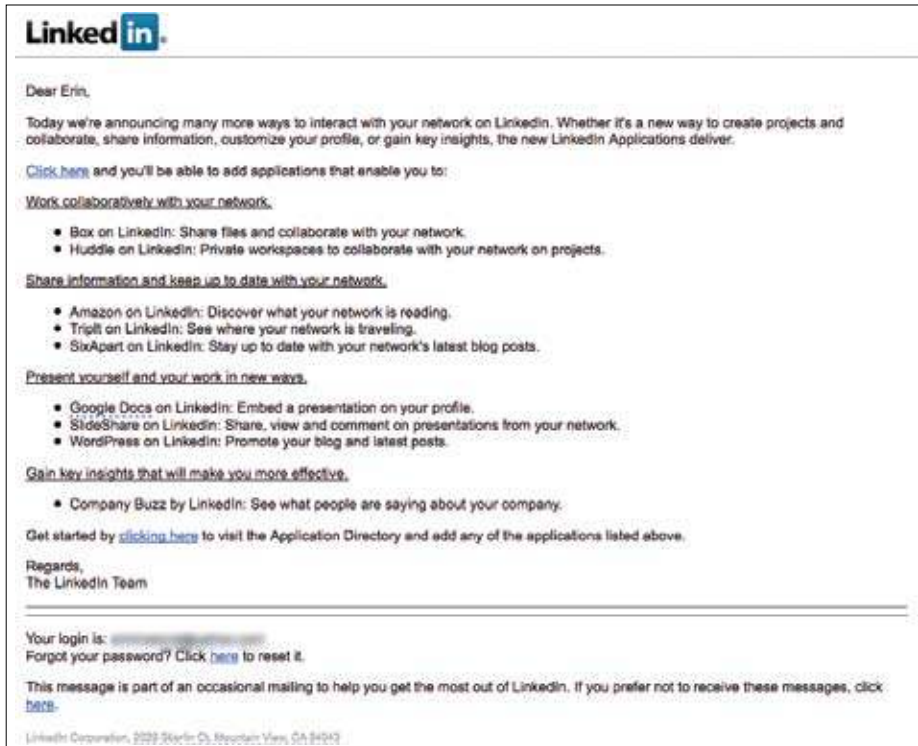 Linked in.
Dear Erin,
Today we're announcing many more ways to interact with your network on LinkedIn. Whether it's a new way to create projects and
collaborate, share information, customize your profile, or gain key insights, the new LinkedIn Applications deliver.
Click here and you'll be able to add applications that enable you to:
Work collaboratively with your network.
• Box on LinkedIn: Share files and collaborate with your network.
• Huddle on LinkedIn: Private workspaces to collaborate with your network on projects.
Share information and keep up to date with your network.
• Amazon on LinkedIn: Discover what your network is reading.
• TripIt on LinkedIn: See where your network is traveling.
• SixApart on LinkedIn: Stay up to date with your network's latest blog posts.
Present yourself and your work in new ways.
• Google Docs on LinkedIn: Embed a presentation on your profile.
• SlideShare on LinkedIn: Share, view and comment on presentations from your network.
• WordPress on LinkedIn: Promote your blog and latest posts.
Gain key insights that will make you more effective.
• Company Buzz by LinkedIn: See what people are saying about your company.
Get started by clicking here to visit the Application Directory and add any of the applications listed above.
Regards,
The LinkedIn Team
Your login is:
Forgot your password? Click here to reset it.
This message is part of an occasional mailing to help you get the most out of LinkedIn. If you prefer not to receive these messages, click
here.
LinkedIn Corporation, 2029 Stierlin Ct, Mountain View, CA 94043